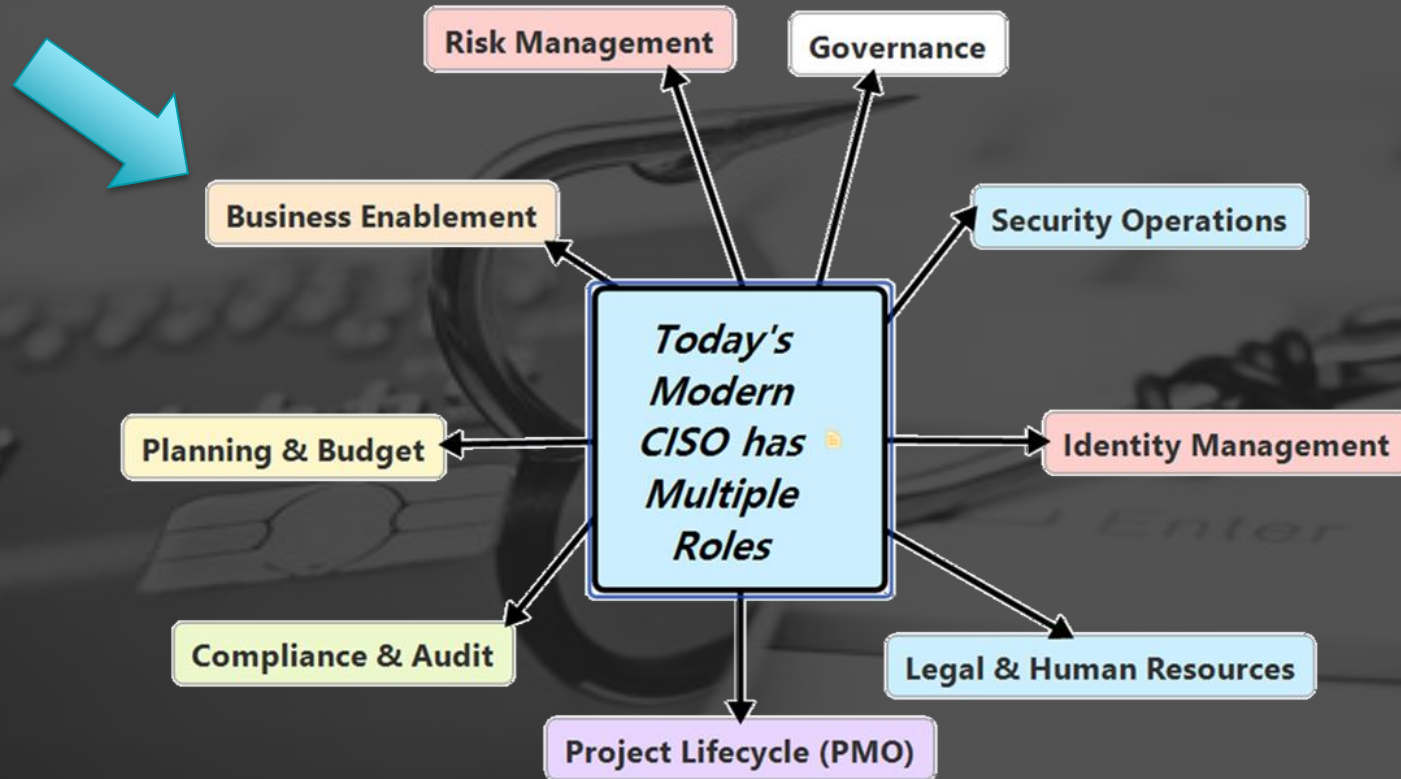 Risk Management
Governance
Business Enablement
Security Operations
Today's
Modern
CISO has
Multiple
Roles
Planning & Budget
Identity Management
Enter
Compliance & Audit
Legal & Human Resources
Project Lifecycle (PMO)